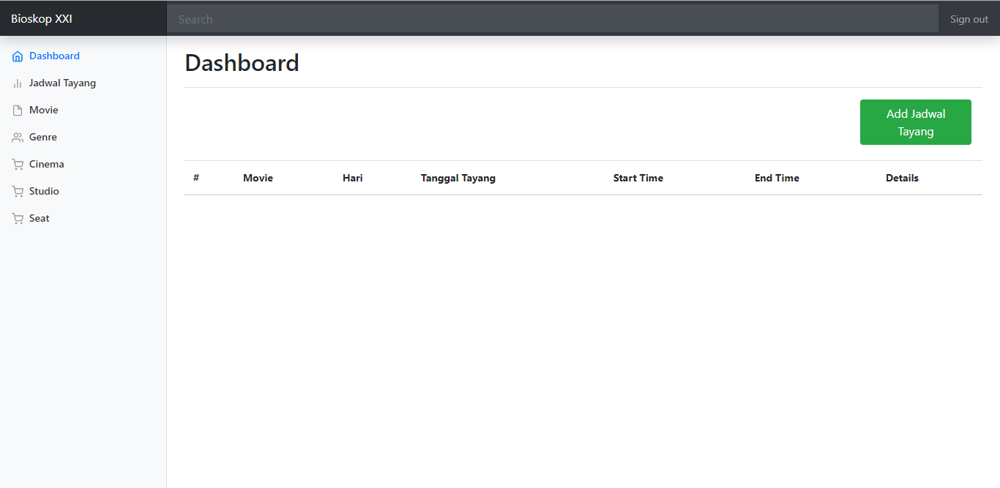 Bioskop XXI
Search
Sign out
Dashboard
Jadwal Tayang
Movie
Genre
Cinema
Studio
Seat
Dashboard
Add Jadwal
Tayang
# Movie Hari Tanggal Tayang Start Time End Time Details